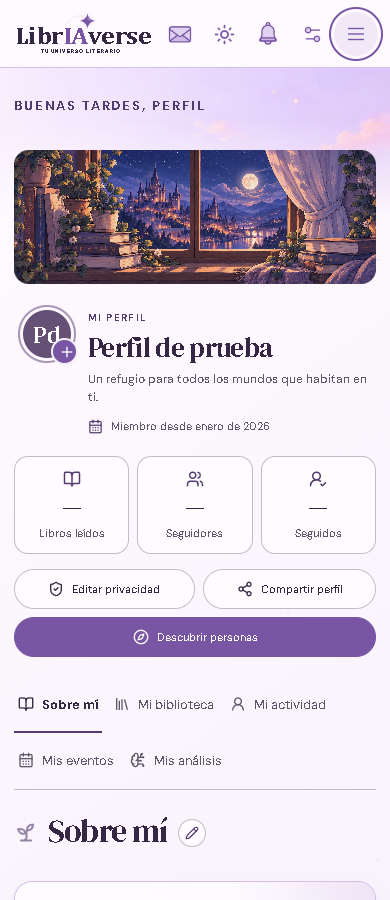 LibrIAverse
TU UNIVERSO LITERARIO
BUENAS TARDES, PERFIL
Pd
MI PERFIL
Perfil de prueba
Un refugio para todos los mundos que habitan en
ti.
Miembro desde enero de 2026
— — —
Libros leídos Seguidores Seguidos
Editar privacidad Compartir perfil
Descubrir personas
Sobre mí Mi biblioteca Mi actividad
Mis eventos Mis análisis
Sobre mí